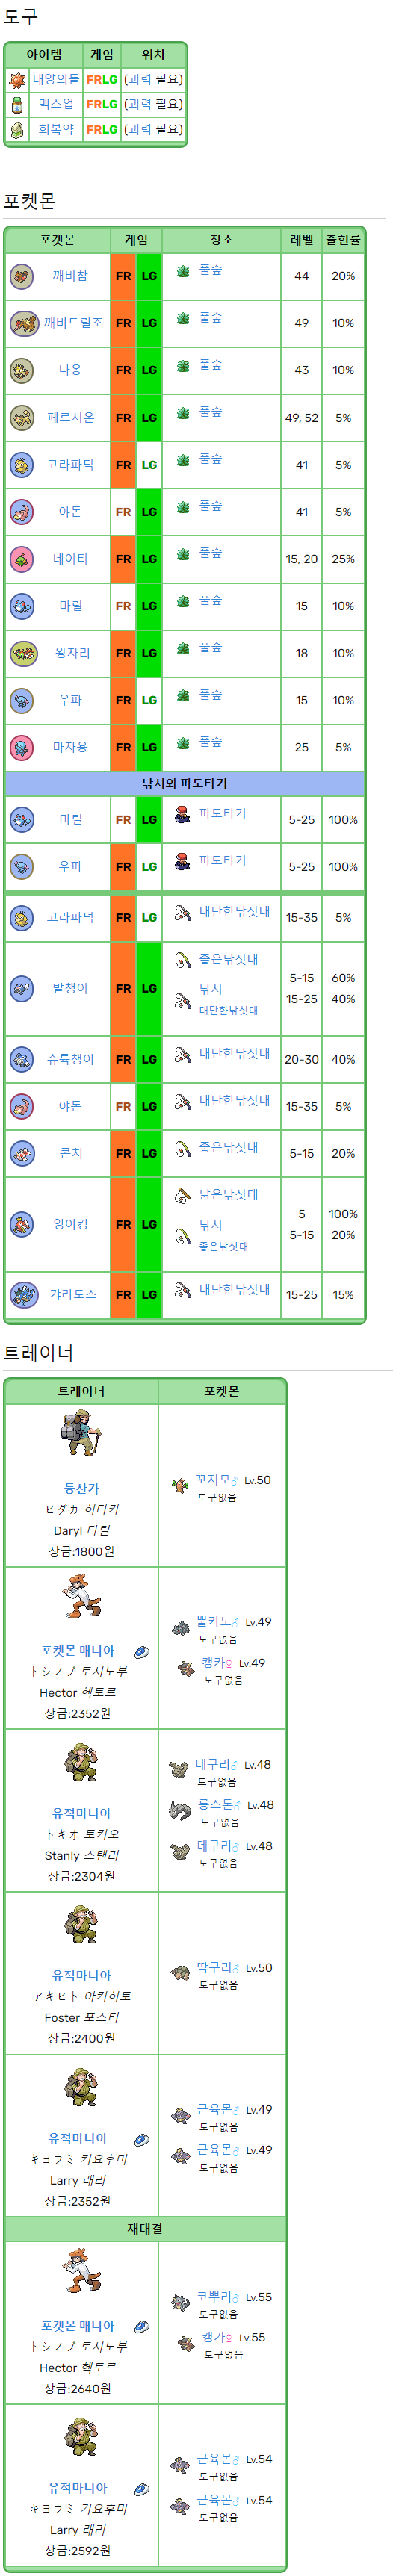 도구
아이템 게임 위치
태양의돌 FRLG (괴력 필요)
맥스업 FRLG (괴력 필요)
회복약 FRLG (괴력 필요)
포켓몬
포켓몬 게임 장소 레벨 출현률
깨비참 FR LG 풀숲 44 20%
깨비드릴조 FR LG 풀숲 49 10%
나옹 FR LG 풀숲 43 10%
페르시온 FR LG 풀숲 49, 52 5%
고라파덕 FR LG 풀숲 41 5%
야돈 FR LG 풀숲 41 5%
네이티 FR LG 풀숲 15, 20 25%
마릴 FR LG 풀숲 15 10%
왕자리 FR LG 풀숲 18 10%
우파 FR LG 풀숲 15 10%
마자용 FR LG 풀숲 25 5%
낚시와 파도타기
마릴 FR LG 파도타기 5-25 100%
우파 FR LG 파도타기 5-25 100%
고라파덕 FR LG 대단한낚싯대 15-35 5%
발챙이 FR LG 좋은낚싯대 5-15 60%
낚시 15-25 40%
대단한낚싯대
슈륙챙이 FR LG 대단한낚싯대 20-30 40%
야돈 FR LG 대단한낚싯대 15-35 5%
콘치 FR LG 좋은낚싯대 5-15 20%
잉어킹 FR LG 낡은낚싯대 5 100%
낚시 5-15 20%
좋은낚싯대
갸라도스 FR LG 대단한낚싯대 15-25 15%
트레이너
트레이너 포켓몬
등산가
ヒダカ 히다카
Daryl 다릴
상금:1800원
꼬지모♂ Lv.50
도구없음
포켓몬 매니아
トシノブ 토시노부
Hector 헥토르
상금:2352원
뿔카노♂ Lv.49
도구없음
캥카♀ Lv.49
도구없음
유적마니아
トキオ 토키오
Stanly 스탠리
상금:2304원
데구리♂ Lv.48
도구없음
롱스톤♂ Lv.48
도구없음
데구리♂ Lv.48
도구없음
유적마니아
アキヒト 아키히토
Foster 포스터
상금:2400원
딱구리♂ Lv.50
도구없음
유적마니아
キヨフミ 키요후미
Larry 래리
상금:2352원
근육몬♂ Lv.49
도구없음
근육몬♂ Lv.49
도구없음
재대결
포켓몬 매니아
トシノブ 토시노부
Hector 헥토르
상금:2640원
코뿌리♂ Lv.55
도구없음
캥카♀ Lv.55
도구없음
유적마니아
キヨフミ 키요후미
Larry 래리
상금:2592원
근육몬♂ Lv.54
도구없음
근육몬♂ Lv.54
도구없음